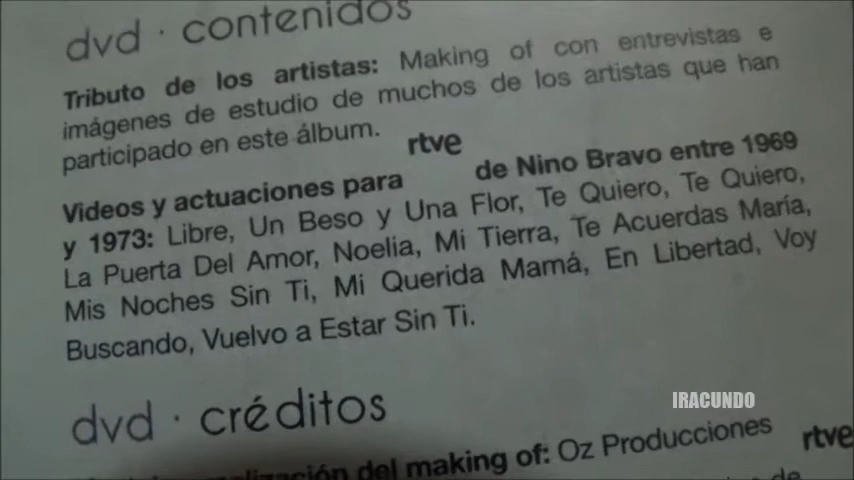 dvd · contenidos
Tributo de los artistas: Making of con entrevistas e
imágenes de estudio de muchos de los artistas que han
participado en este álbum.
Videos y actuaciones para rtve de Nino Bravo entre 1969
y 1973: Libre, Un Beso y Una Flor, Te Quiero, Te Quiero,
La Puerta Del Amor, Noelia, Mi Tierra, Te Acuerdas María,
Mis Noches Sin Ti, Mi Querida Mamá, En Libertad, Voy
Buscando, Vuelvo a Estar Sin Ti.
IRACUNDO
dvd · créditos
del making of: Oz Producciones rtve
de